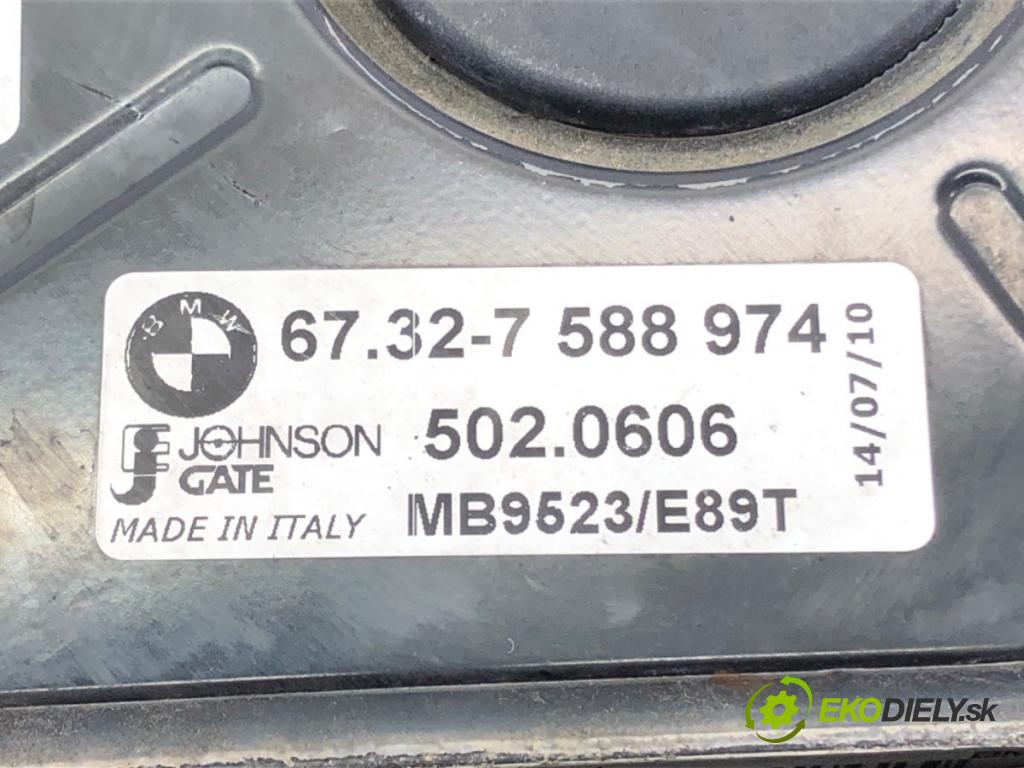 BMW
67.32-7 588 974
JOHNSON
GATE
502.0606
MADE IN ITALY
MB9523/E89T
14/07/10
EKODIELY.sk